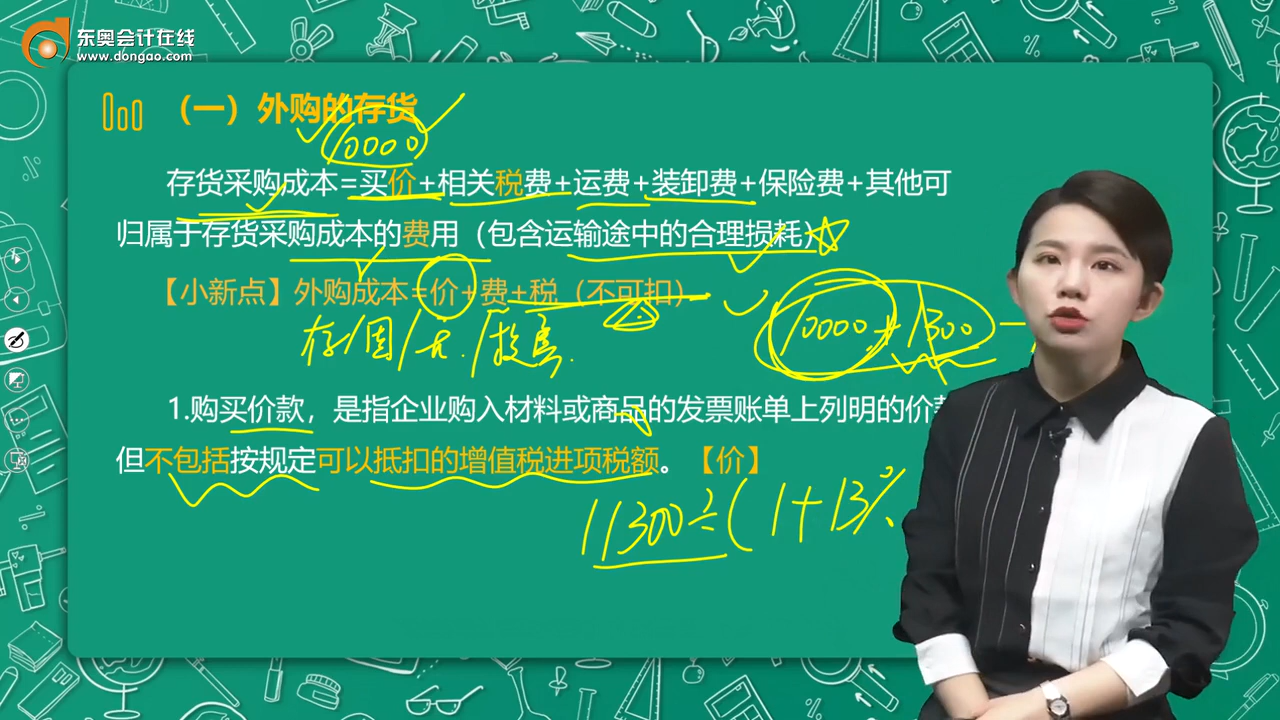 东奥会计在线
www.dongao.com
（一）外购的存货
10000
存货采购成本=买价+相关税费+运费+装卸费+保险费+其他可
归属于存货采购成本的费用（包含运输途中的合理损耗）
【小新点】外购成本=价+费+税（不可扣）
10000+1300
存/固/无/投房
1.购买价款，是指企业购入材料或商品的发票账单上列明的价
但不包括按规定可以抵扣的增值税进项税额。【价】
11300÷(1+13%